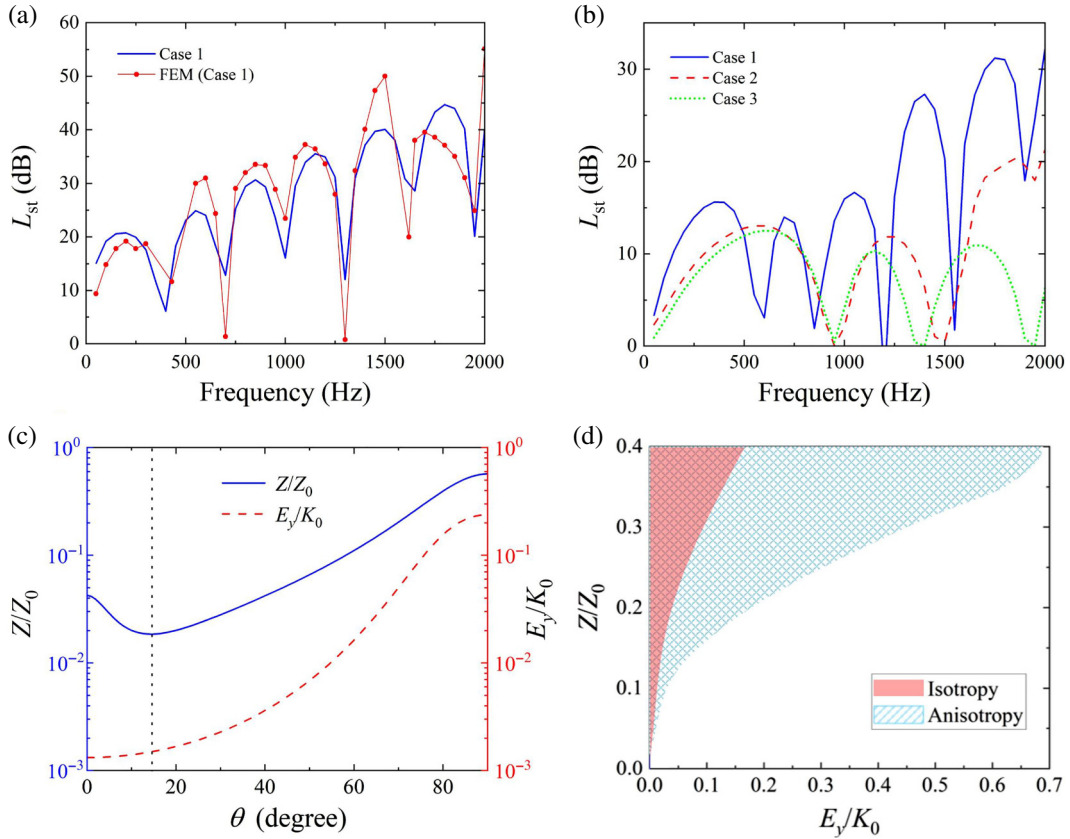 (a)
60
50
40
30
20
10
0
L_st (dB)
Case 1
FEM (Case 1)
0 500 1000 1500 2000
Frequency (Hz)
(b)
30
20
10
0
L_st (dB)
Case 1
Case 2
Case 3
0 500 1000 1500 2000
Frequency (Hz)
(c)
10^0
10^-1
10^-2
10^-3
Z/Z_0
Z/Z_0
E_y/K_0
10^0
10^-1
10^-2
10^-3
E_y/K_0
0 20 40 60 80
θ (degree)
(d)
0.4
0.3
0.2
0.1
0.0
Z/Z_0
Isotropy
Anisotropy
0.0 0.1 0.2 0.3 0.4 0.5 0.6 0.7
E_y/K_0